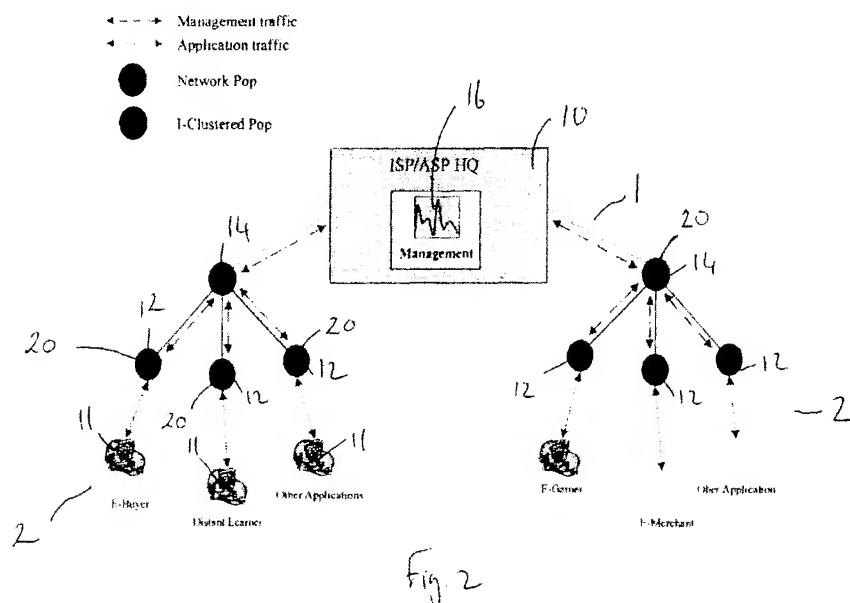 Management traffic
Application traffic
Network Pop
I-Clustered Pop
16
10
ISP/ASP HQ
1
14
Management
20
14
12
20
20
12
12
20
12
12
12
2
11
11
11
E-Buyer
Distant Learner
Other Applications
E-Gamer
Other Application
E-Merchant
2
Fig. 2